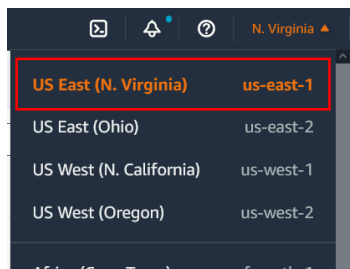 N. Virginia
US East (N. Virginia) us-east-1
US East (Ohio) us-east-2
US West (N. California) us-west-1
US West (Oregon) us-west-2